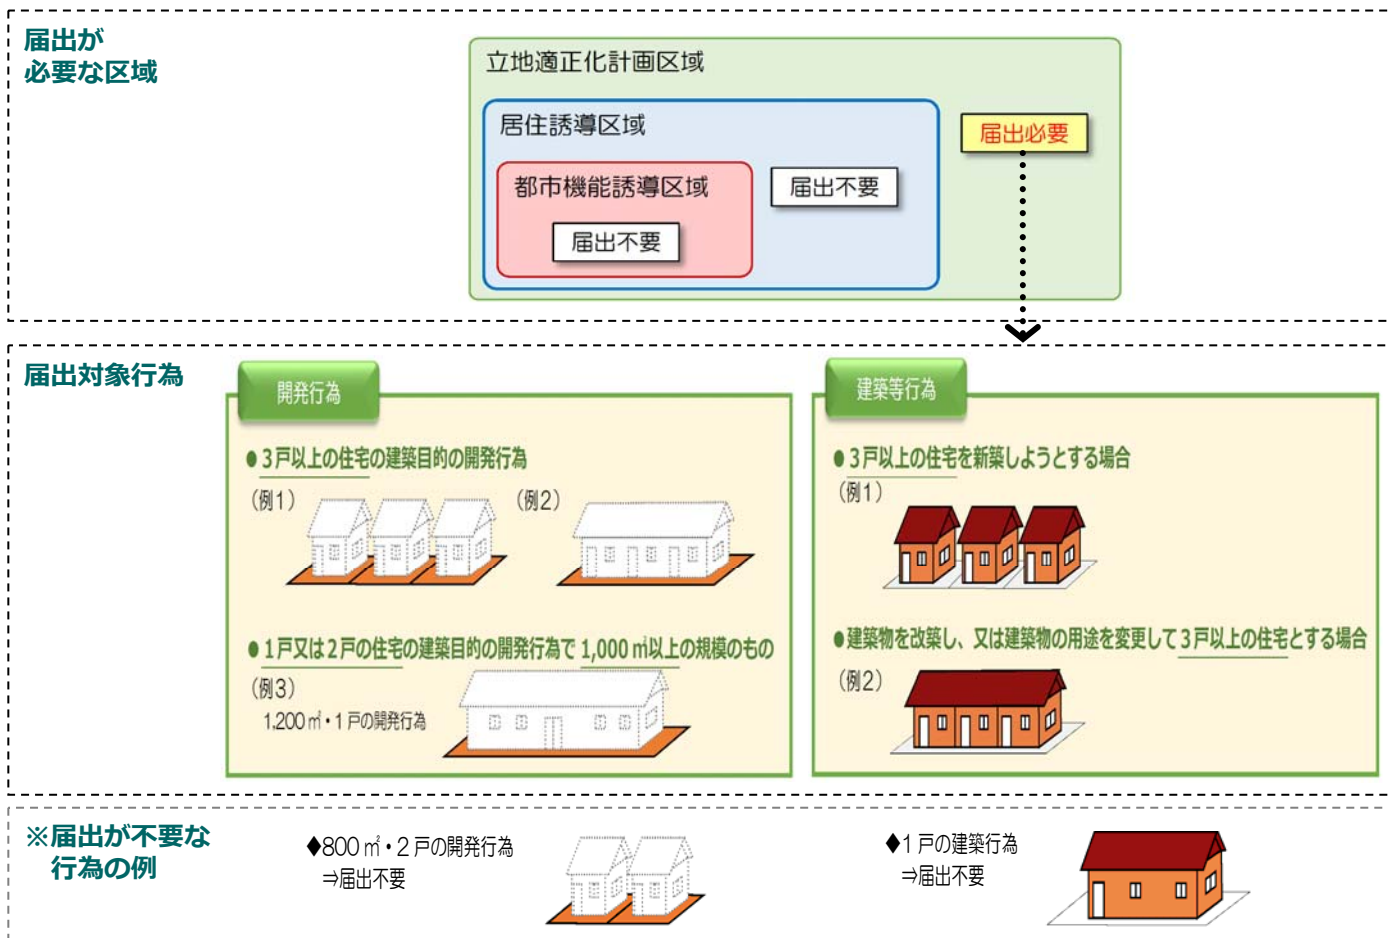 届出が
必要な区域
立地適正化計画区域
居住誘導区域
届出必要
都市機能誘導区域
届出不要
届出不要
届出対象行為
開発行為
●3戸以上の住宅の建築目的の開発行為
(例1)
(例2)
●1戸又は2戸の住宅の建築目的の開発行為で1,000㎡以上の規模のもの
(例3)
1,200㎡・1戸の開発行為
建築等行為
●3戸以上の住宅を新築しようとする場合
(例1)
●建築物を改築し、又は建築物の用途を変更して3戸以上の住宅とする場合
(例2)
※届出が不要な
行為の例
◆800㎡・2戸の開発行為
⇒届出不要
◆1戸の建築行為
⇒届出不要